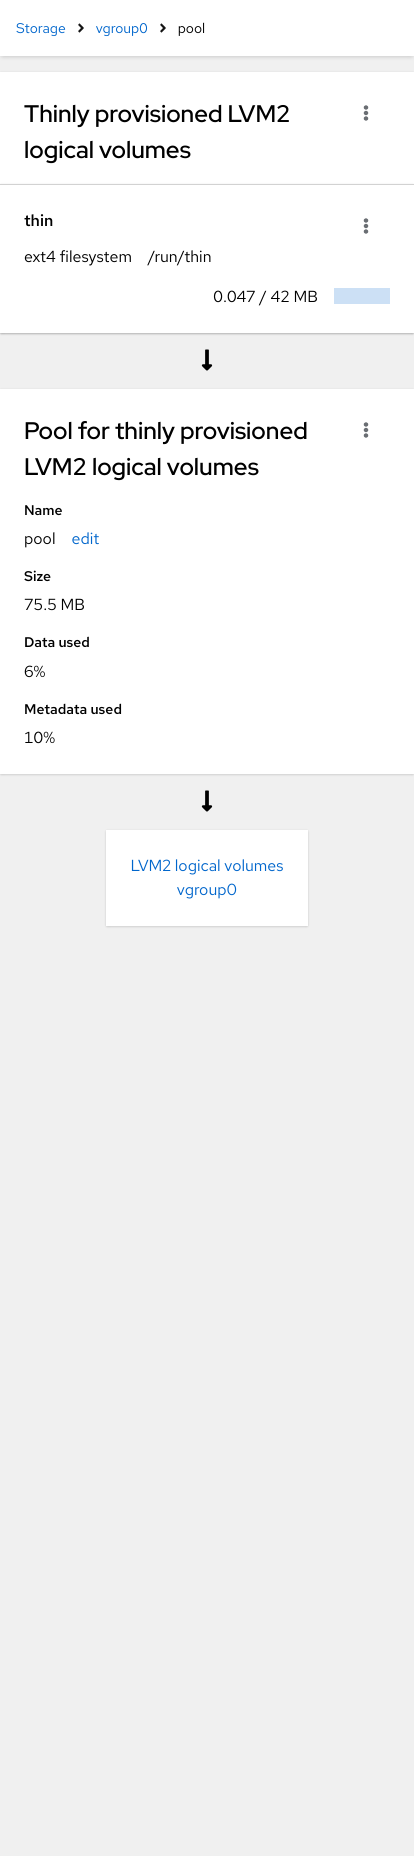 Storage vgroup0 pool
Thinly provisioned LVM2
logical volumes
thin
ext4 filesystem /run/thin
0.047 / 42 MB
Pool for thinly provisioned
LVM2 logical volumes
Name
pool edit
Size
75.5 MB
Data used
6%
Metadata used
10%
LVM2 logical volumes
vgroup0